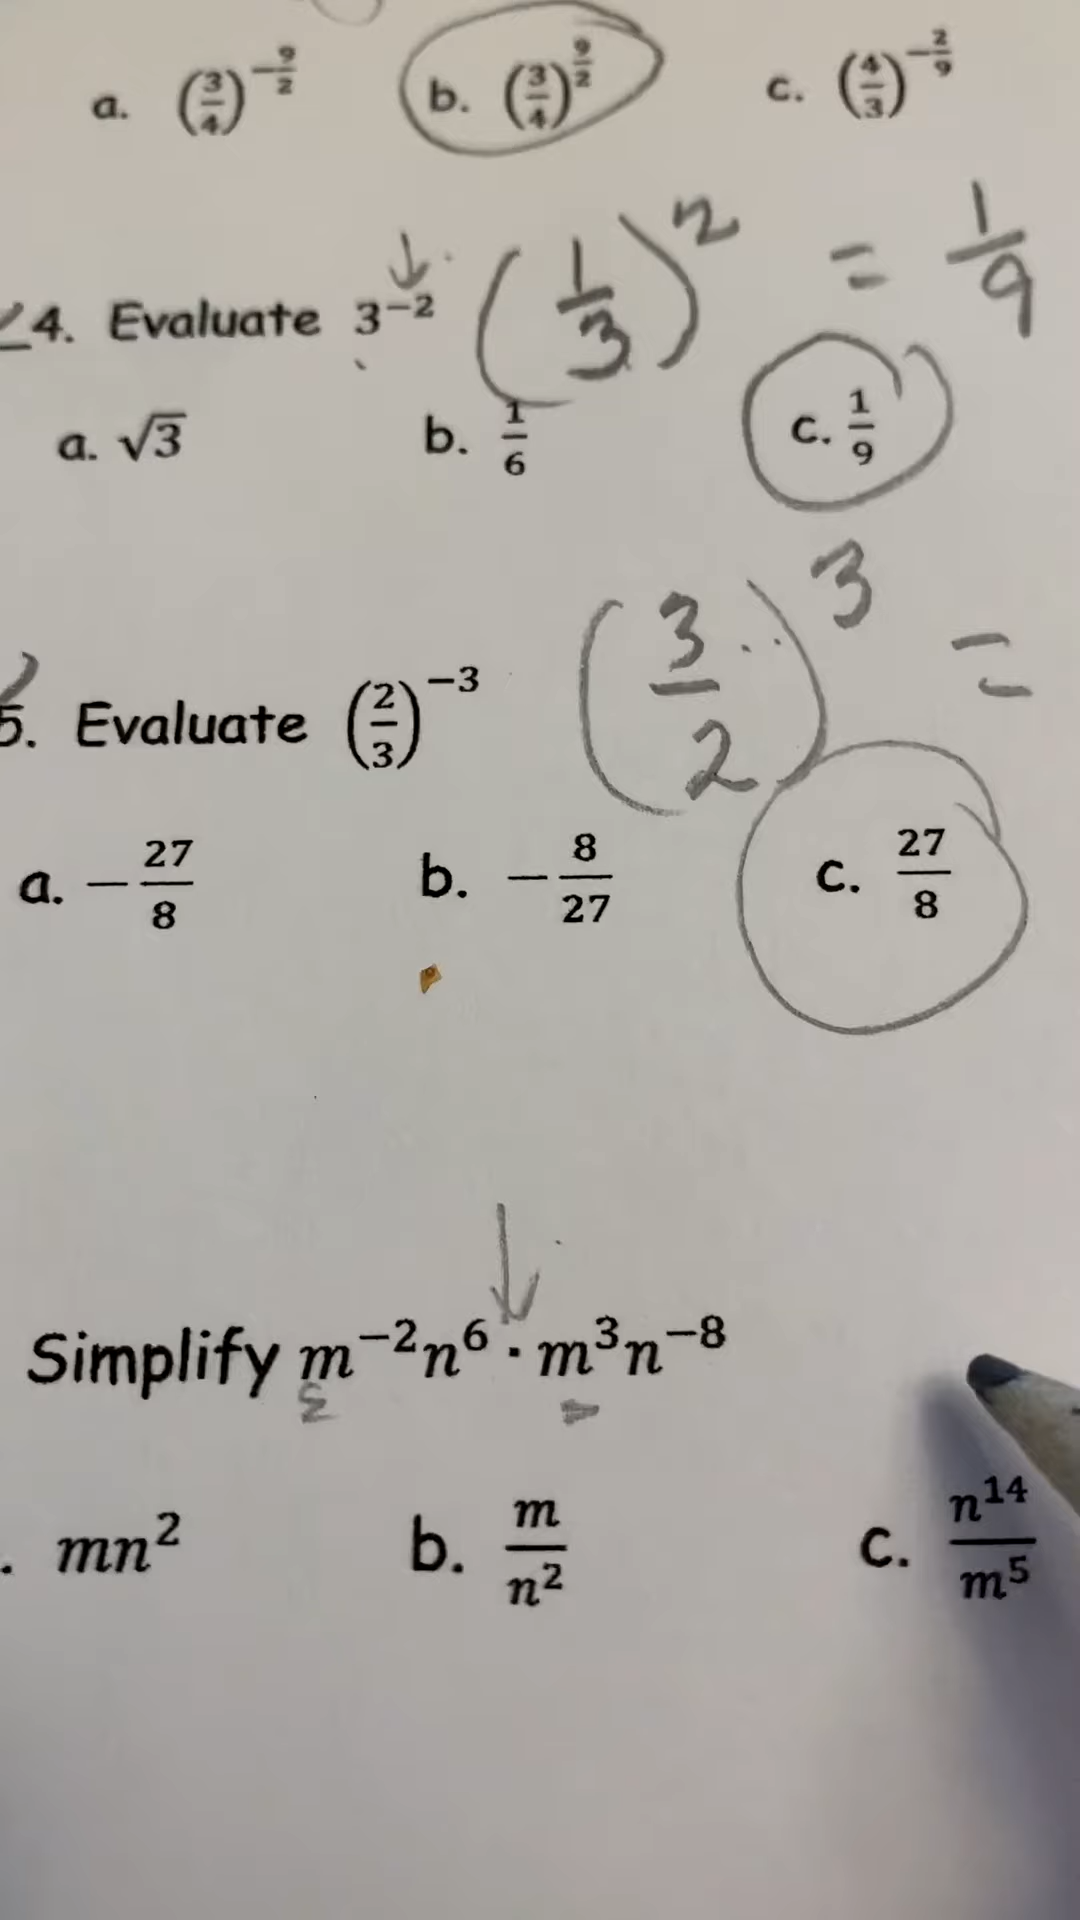 a. (3/4)^{-9/2} b. (3/4)^{9/2} c. (4/3)^{-2/9}
4. Evaluate 3^{-2} (1/3)^2 = 1/9
a. √3 b. 1/6 c. 1/9
5. Evaluate (2/3)^{-3} (3/2)^3 =
a. -27/8 b. -8/27 c. 27/8
Simplify m^{-2}n^6 · m^3n^{-8}
. mn^2 b. m/n^2 c. n^{14}/m^5